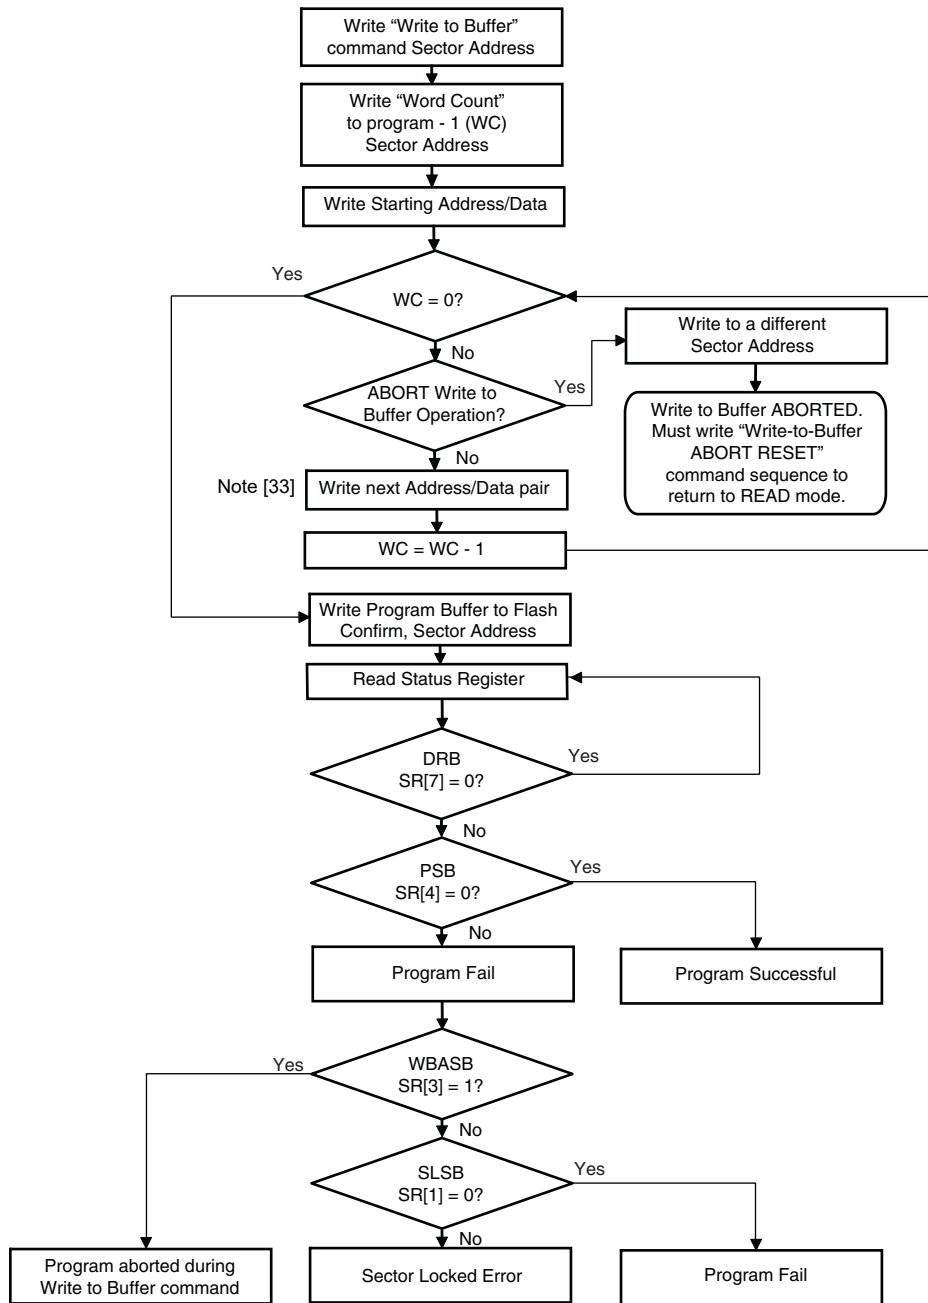 Write “Write to Buffer”
command Sector Address
Write “Word Count”
to program - 1 (WC)
Sector Address
Write Starting Address/Data
Yes
WC = 0?
No
Write to a different
Sector Address
ABORT Write to
Buffer Operation?
Yes
Write to Buffer ABORTED.
Must write “Write-to-Buffer
ABORT RESET”
command sequence to
return to READ mode.
No
Note [33]
Write next Address/Data pair
WC = WC - 1
Write Program Buffer to Flash
Confirm, Sector Address
Read Status Register
DRB
SR[7] = 0?
Yes
No
PSB
SR[4] = 0?
Yes
No
Program Fail
Program Successful
Yes
WBASB
SR[3] = 1?
No
SLSB
SR[1] = 0?
Yes
No
Program aborted during
Write to Buffer command
Sector Locked Error
Program Fail